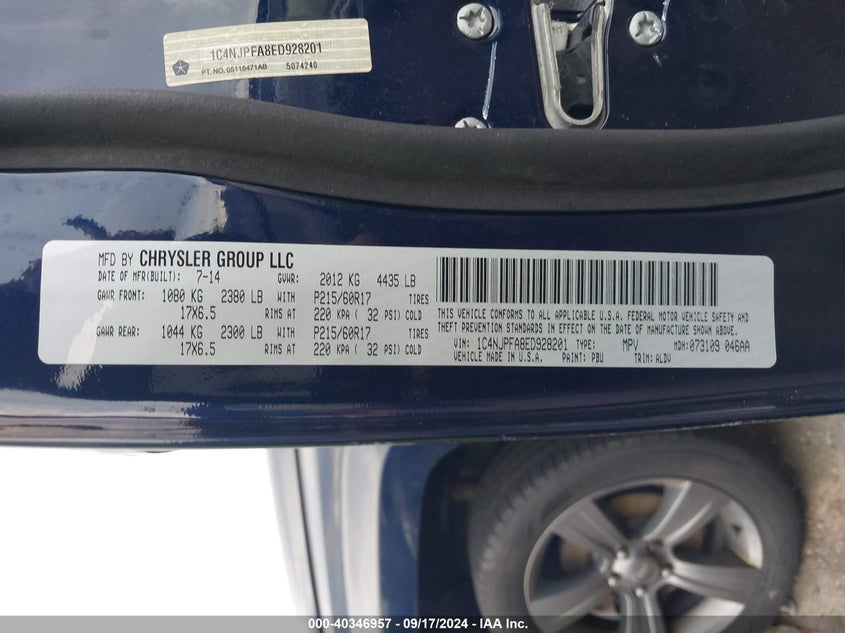 1C4NJPFA8ED928201
PT. NO. 05116471AB 5074240
MFD BY CHRYSLER GROUP LLC
DATE OF MFR(BUILT): 7-14 GVWR: 2012 KG 4435 LB
GAWR FRONT: 1080 KG 2380 LB WITH P215/60R17 TIRES
17X6.5 RIMS AT 220 KPA ( 32 PSI) COLD
GAWR REAR: 1044 KG 2300 LB WITH P215/60R17 TIRES
17X6.5 RIMS AT 220 KPA ( 32 PSI) COLD
THIS VEHICLE CONFORMS TO ALL APPLICABLE U.S.A. FEDERAL MOTOR VEHICLE SAFETY AND
THEFT PREVENTION STANDARDS IN EFFECT ON THE DATE OF MANUFACTURE SHOWN ABOVE.
VIN: 1C4NJPFA8ED928201 TYPE: MPV MDH: 073109 046AA
VEHICLE MADE IN U.S.A. PAINT: PBU TRIM: ALDV
000-40346957 - 09/17/2024 - IAA Inc.